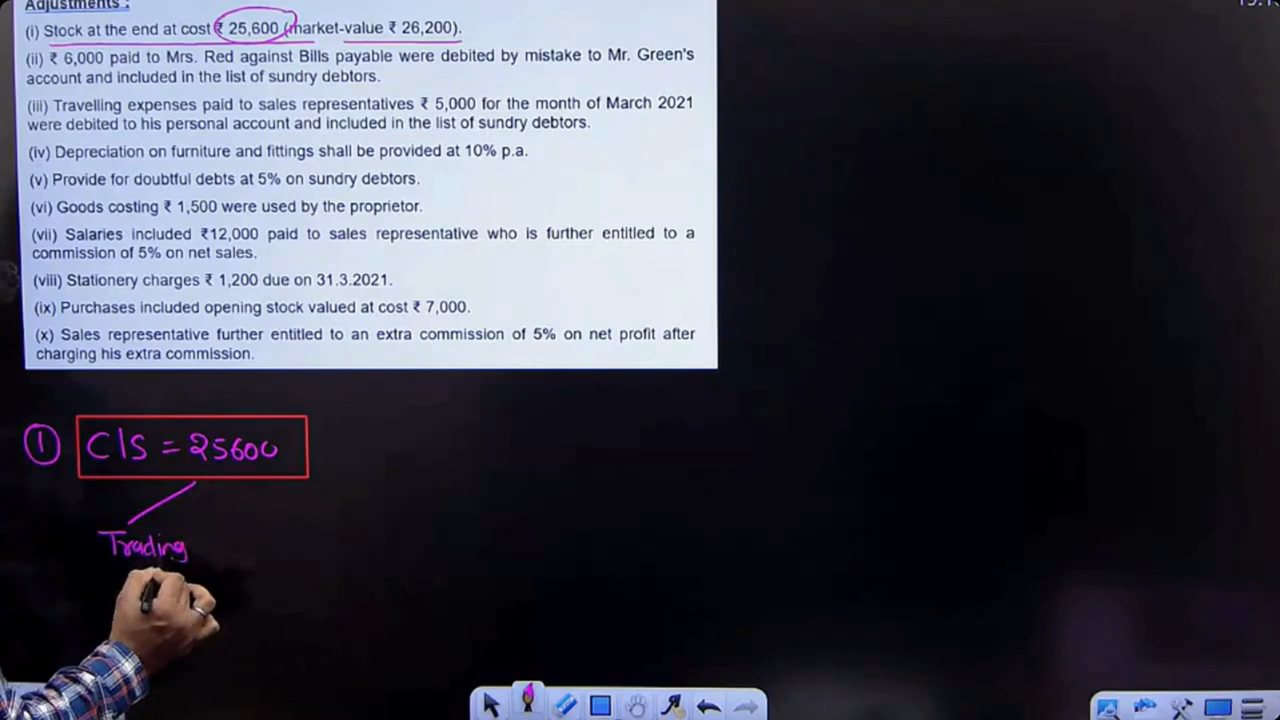 Adjustments :
(i) Stock at the end at cost ₹ 25,600 (market-value ₹ 26,200).
(ii) ₹ 6,000 paid to Mrs. Red against Bills payable were debited by mistake to Mr. Green's
account and included in the list of sundry debtors.
(iii) Travelling expenses paid to sales representatives ₹ 5,000 for the month of March 2021
were debited to his personal account and included in the list of sundry debtors.
(iv) Depreciation on furniture and fittings shall be provided at 10% p.a.
(v) Provide for doubtful debts at 5% on sundry debtors.
(vi) Goods costing ₹ 1,500 were used by the proprietor.
(vii) Salaries included ₹12,000 paid to sales representative who is further entitled to a
commission of 5% on net sales.
(viii) Stationery charges ₹ 1,200 due on 31.3.2021.
(ix) Purchases included opening stock valued at cost ₹ 7,000.
(x) Sales representative further entitled to an extra commission of 5% on net profit after
charging his extra commission.
① C/S = 25600
Trading